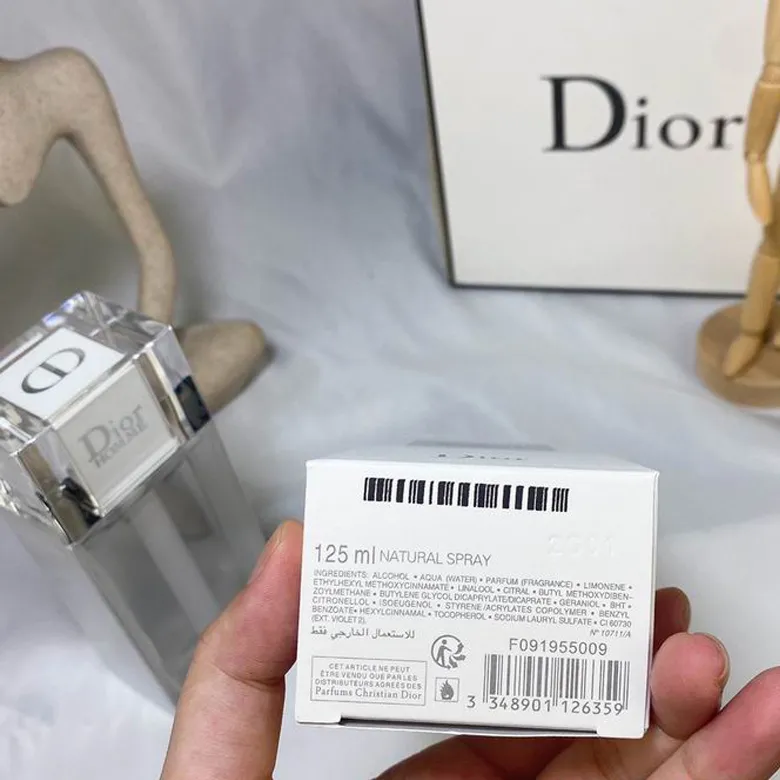 Dior
Dior
HOMME
Dior
125 ml NATURAL SPRAY
INGREDIENTS: ALCOHOL • AQUA (WATER) • PARFUM (FRAGRANCE) • LIMONENE •
ETHYLHEXYL METHOXYCINNAMATE • LINALOOL • CITRAL • BUTYL METHOXYDIBEN-
ZOYLMETHANE • BUTYLENE GLYCOL DICAPRYLATE/DICAPRATE • GERANIOL • BHT •
CITRONELLOL • ISOEUGENOL • STYRENE/ACRYLATES COPOLYMER • BENZYL
BENZOATE • HEXYLCINNAMAL • TOCOPHEROL • SODIUM LAURYL SULFATE • CI 60730
(EXT. VIOLET 2).
N° 10711/A
للاستعمال الخارجي فقط
F091955009
CET ARTICLE NE PEUT
ÊTRE VENDU QUE PAR LES
DISTRIBUTEURS AGRÉÉS DES
Parfums Christian Dior
3 348901 126359